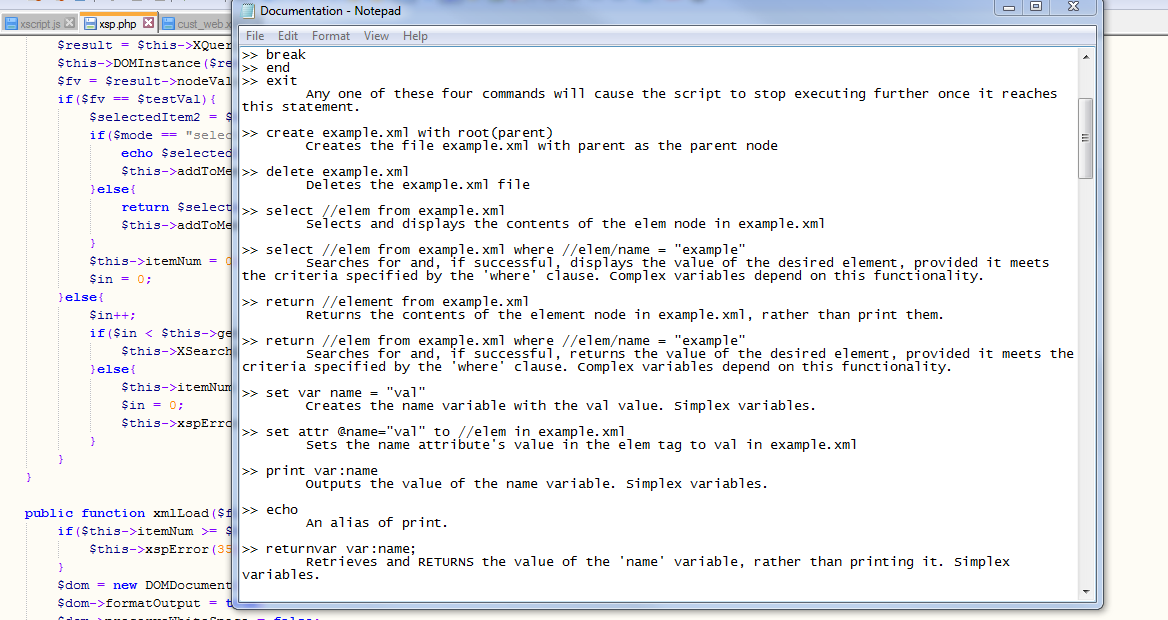 xscript.js xsp.php cust_web.x
Documentation - Notepad
File Edit Format View Help
$result = $this->XQuer
$this->DOMInstance($re
$fv = $result->nodeVal
if($fv == $testVal){
$selectedItem2 = $
if($mode == "selec
echo $selected
$this->addToMe
}else{
return $select
$this->addToMe
}
$this->itemNum = 0
$in = 0;
}else{
$in++;
if($in < $this->ge
$this->XSearch
}else{
$this->itemNum
$in = 0;
$this->xspErro
}
}
}
public function xmlLoad($f
if($this->itemNum >= $
$this->xspError(35
}
$dom = new DOMDocument
$dom->formatOutput = t
$dom->preserveWhiteSpace = false;
>> break
>> end
>> exit
Any one of these four commands will cause the script to stop executing further once it reaches
this statement.
>> create example.xml with root(parent)
Creates the file example.xml with parent as the parent node
>> delete example.xml
Deletes the example.xml file
>> select //elem from example.xml
Selects and displays the contents of the elem node in example.xml
>> select //elem from example.xml where //elem/name = "example"
Searches for and, if successful, displays the value of the desired element, provided it meets
the criteria specified by the 'where' clause. Complex variables depend on this functionality.
>> return //element from example.xml
Returns the contents of the element node in example.xml, rather than print them.
>> return //elem from example.xml where //elem/name = "example"
Searches for and, if successful, returns the value of the desired element, provided it meets the
criteria specified by the 'where' clause. Complex variables depend on this functionality.
>> set var name = "val"
Creates the name variable with the val value. Simplex variables.
>> set attr @name="val" to //elem in example.xml
Sets the name attribute's value in the elem tag to val in example.xml
>> print var:name
Outputs the value of the name variable. Simplex variables.
>> echo
An alias of print.
>> returnvar var:name;
Retrieves and RETURNS the value of the 'name' variable, rather than printing it. Simplex
variables.